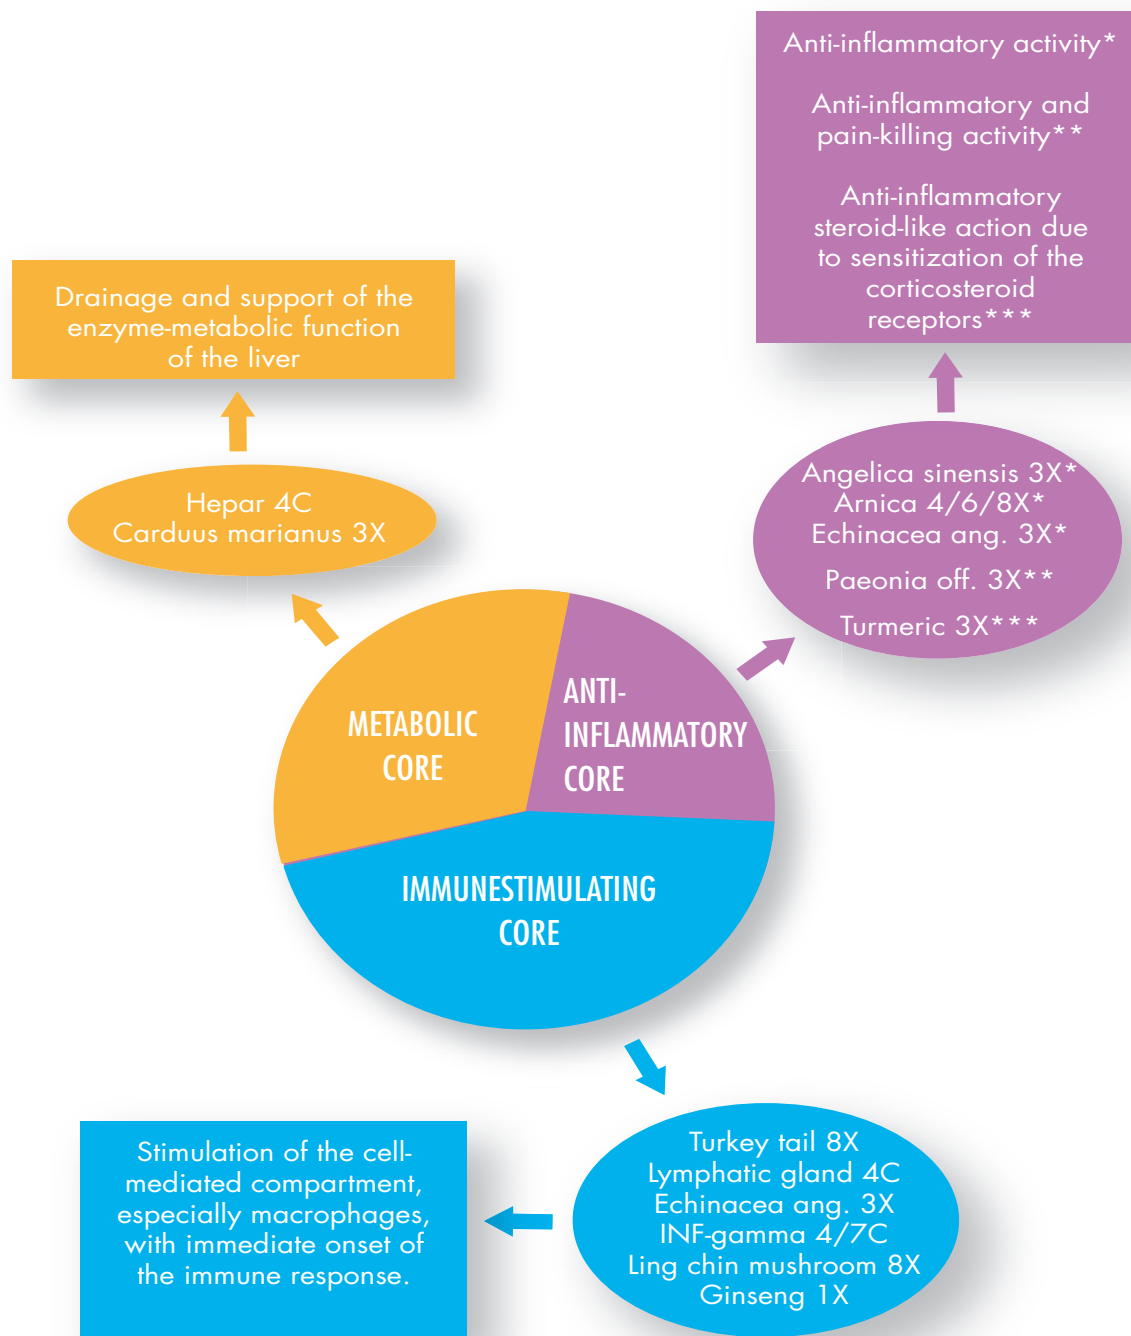 Anti-inflammatory activity*
Anti-inflammatory and
pain-killing activity**
Anti-inflammatory
steroid-like action due
to sensitization of the
corticosteroid
receptors***
Drainage and support of the
enzyme-metabolic function
of the liver
Hepar 4C
Carduus marianus 3X
Angelica sinensis 3X*
Arnica 4/6/8X*
Echinacea ang. 3X*
Paeonia off. 3X**
Turmeric 3X***
METABOLIC
CORE
ANTI-
INFLAMMATORY
CORE
IMMUNESTIMULATING
CORE
Stimulation of the cell-
mediated compartment,
especially macrophages,
with immediate onset of
the immune response.
Turkey tail 8X
Lymphatic gland 4C
Echinacea ang. 3X
INF-gamma 4/7C
Ling chin mushroom 8X
Ginseng 1X